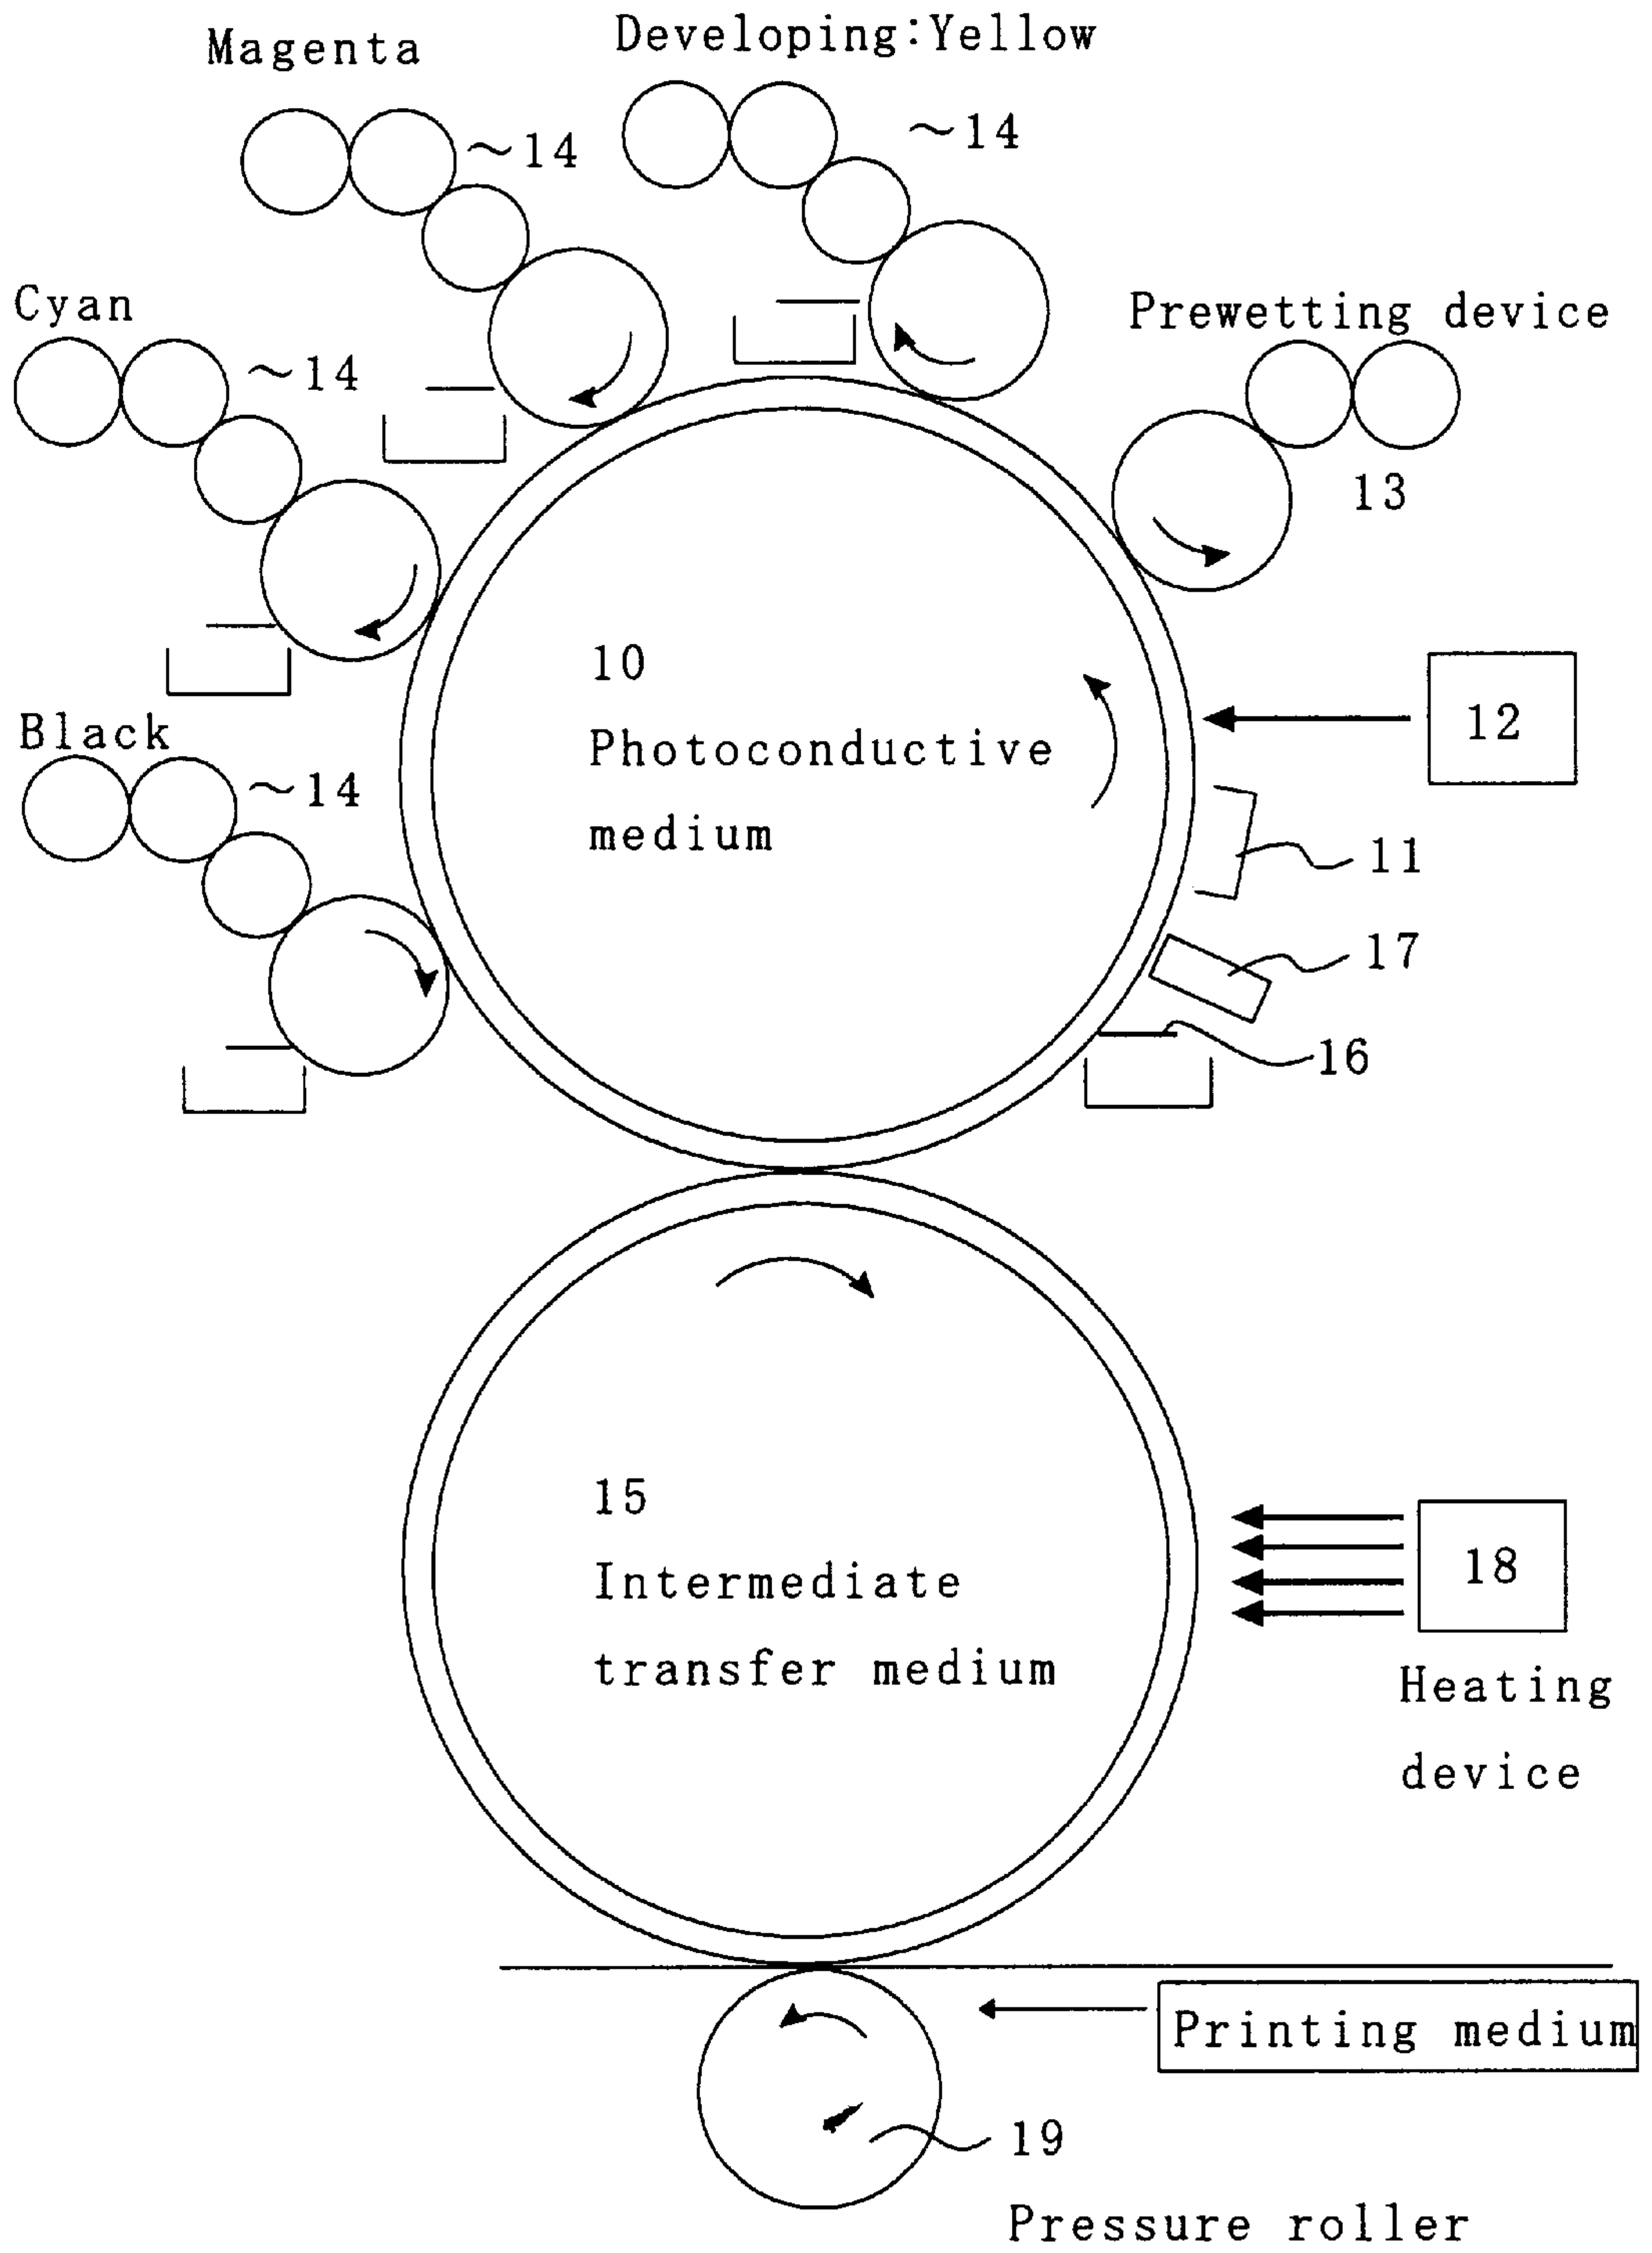 Developing:Yellow
Magenta
~14
~14
Cyan
Prewetting device
~14
13
10
Photoconductive
medium
12
Black
~14
11
17
16
15
Intermediate
transfer medium
18
Heating
device
Printing medium
19
Pressure roller